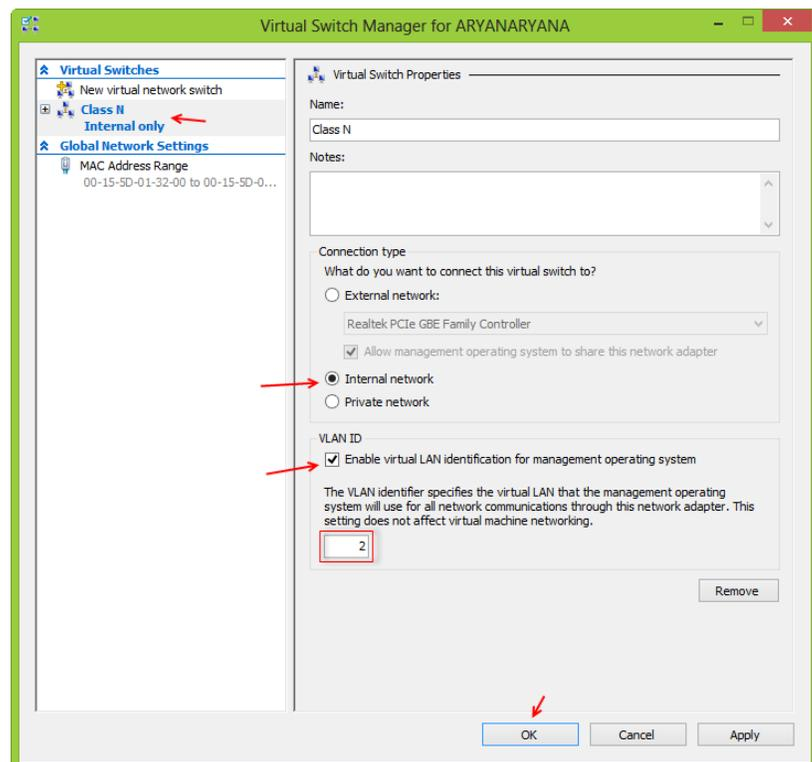 Virtual Switch Manager for ARYANARYANA
Virtual Switches
New virtual network switch
Class N
Internal only
Global Network Settings
MAC Address Range
00-15-5D-01-32-00 to 00-15-5D-0...
Virtual Switch Properties
Name:
Class N
Notes:
Connection type
What do you want to connect this virtual switch to?
External network:
Realtek PCIe GBE Family Controller
Allow management operating system to share this network adapter
Internal network
Private network
VLAN ID
Enable virtual LAN identification for management operating system
The VLAN identifier specifies the virtual LAN that the management operating
system will use for all network communications through this network adapter. This
setting does not affect virtual machine networking.
2
Remove
OK
Cancel
Apply